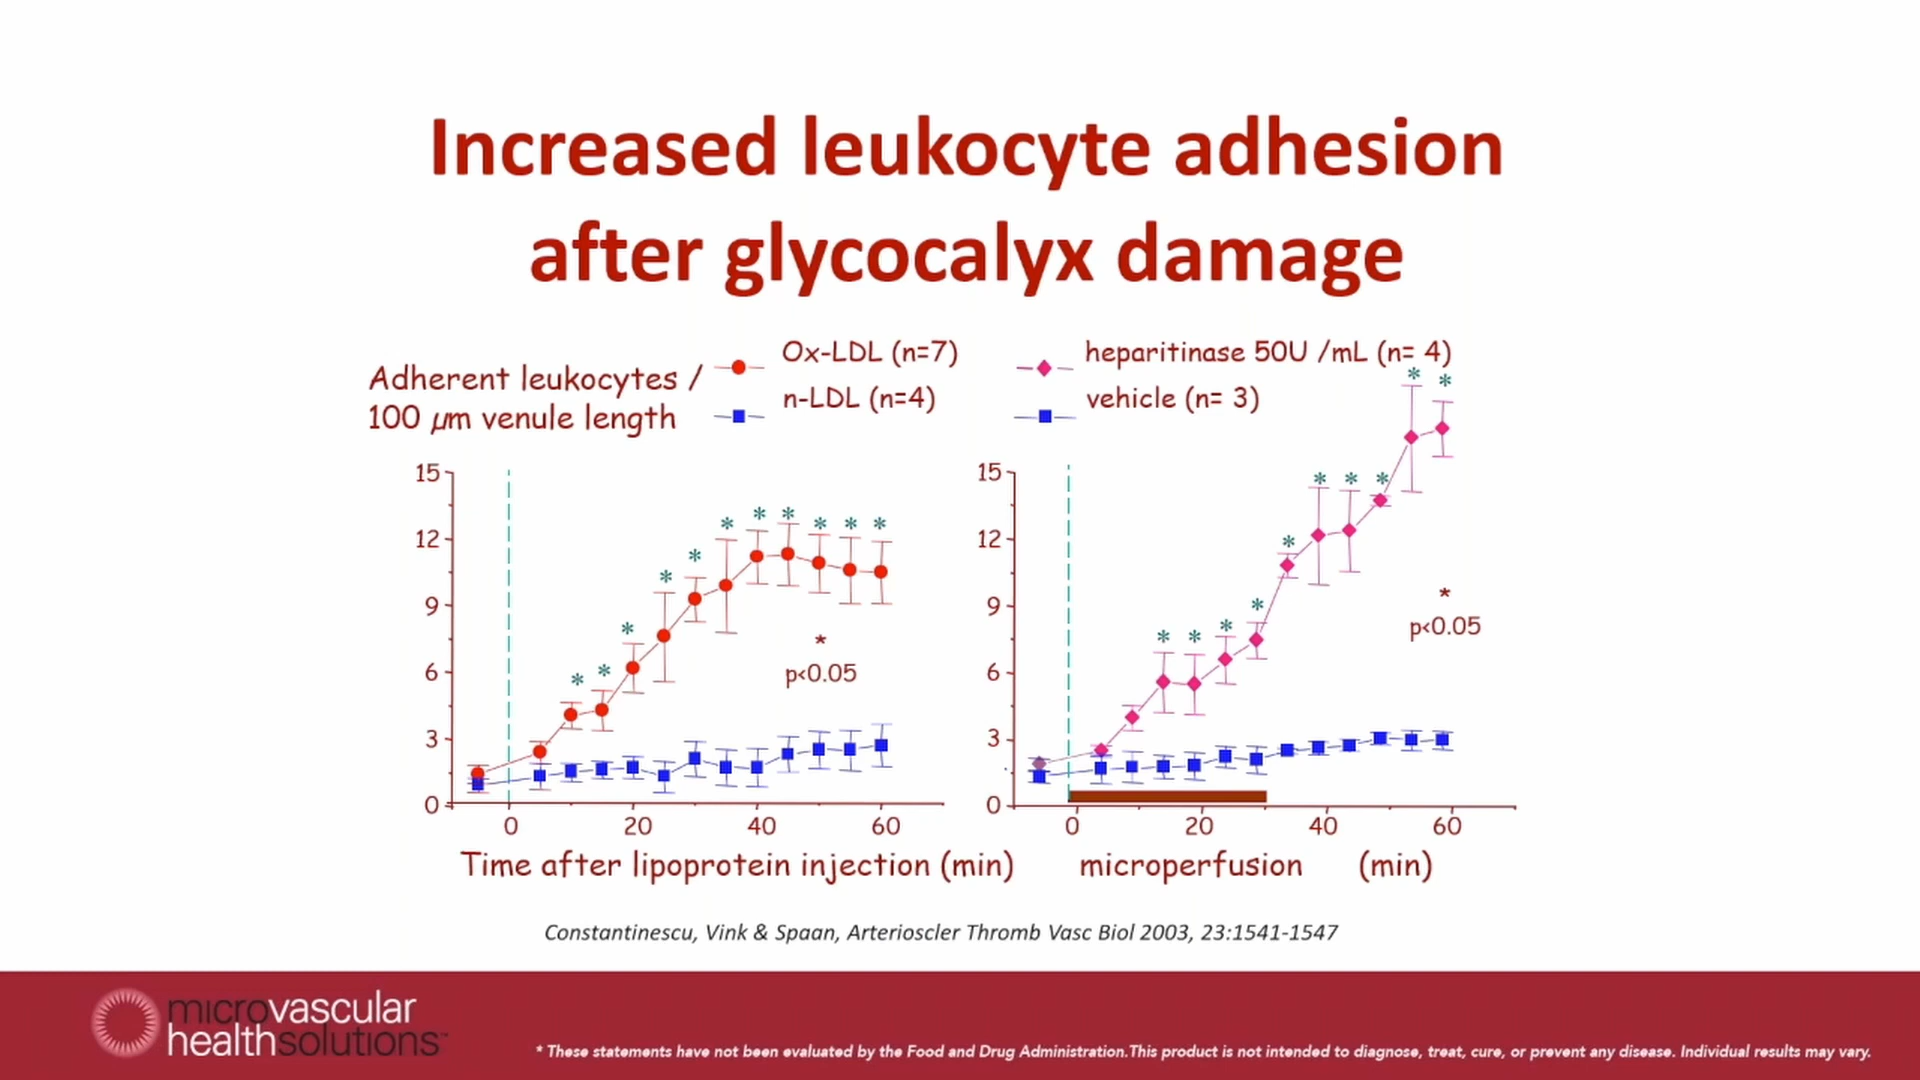 Increased leukocyte adhesion
after glycocalyx damage
Adherent leukocytes /
100 µm venule length
Ox-LDL (n=7)
n-LDL (n=4)
heparitinase 50U /mL (n= 4)
vehicle (n= 3)
15
12
9
6
3
0
* * * * * * * * * * *
*
p<0.05
0 20 40 60
Time after lipoprotein injection (min)
15
12
9
6
3
0
* * * * * * * * * * *
*
p<0.05
0 20 40 60
microperfusion (min)
Constantinescu, Vink & Spaan, Arterioscler Thromb Vasc Biol 2003, 23:1541-1547
microvascular
healthsolutions™
* These statements have not been evaluated by the Food and Drug Administration.This product is not intended to diagnose, treat, cure, or prevent any disease. Individual results may vary.